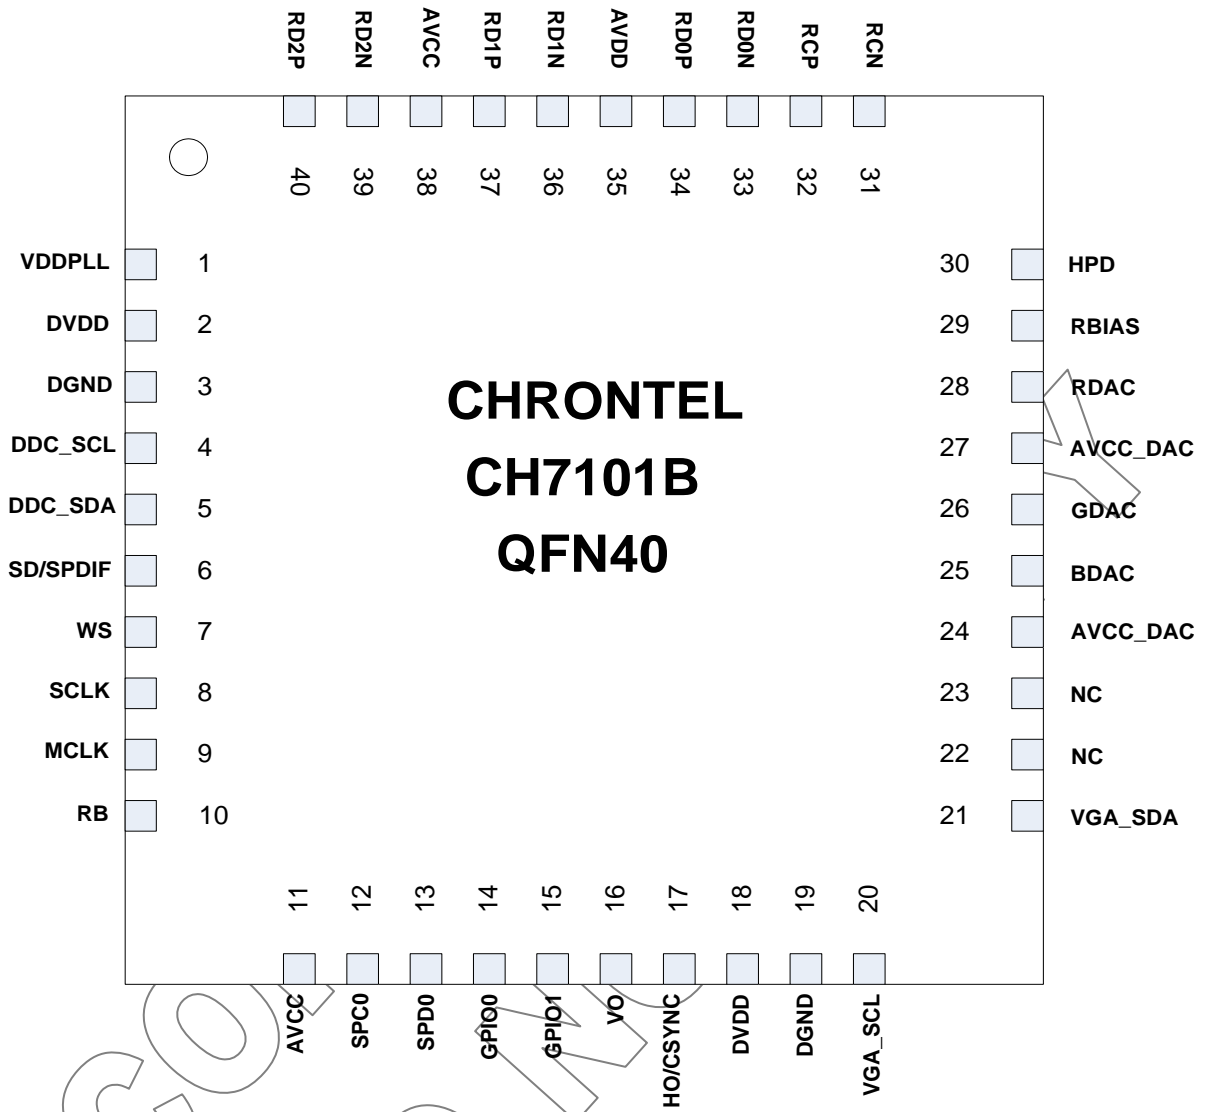 RD2P
RD2N
AVCC
RD1P
RD1N
AVDD
RD0P
RD0N
RCP
RCN
40
39
38
37
36
35
34
33
32
31
VDDPLL 1
DVDD 2
DGND 3
DDC_SCL 4
DDC_SDA 5
SD/SPDIF 6
WS 7
SCLK 8
MCLK 9
RB 10
CHRONTEL
CH7101B
QFN40
30 HPD
29 RBIAS
28 RDAC
27 AVCC_DAC
26 GDAC
25 BDAC
24 AVCC_DAC
23 NC
22 NC
21 VGA_SDA
11
12
13
14
15
16
17
18
19
20
AVCC
SPC0
SPD0
GPIO0
GPIO1
VO
HO/CSYNC
DVDD
DGND
VGA_SCL